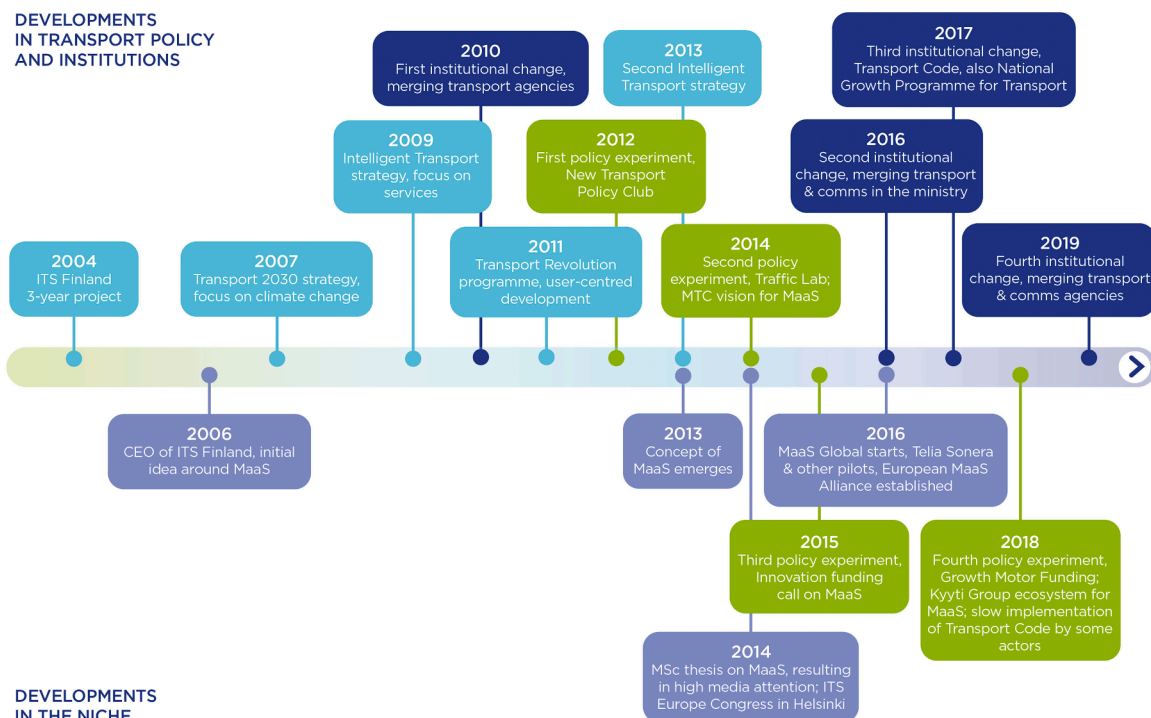 DEVELOPMENTS
IN TRANSPORT POLICY
AND INSTITUTIONS
2004
ITS Finland
3-year project
2007
Transport 2030 strategy,
focus on climate change
2009
Intelligent Transport
strategy, focus on
services
2010
First institutional change,
merging transport agencies
2011
Transport Revolution
programme, user-centred
development
2012
First policy experiment,
New Transport
Policy Club
2013
Second Intelligent
Transport strategy
2014
Second policy
experiment, Traffic Lab;
MTC vision for MaaS
2016
Second institutional
change, merging transport
& comms in the ministry
2017
Third institutional change,
Transport Code, also National
Growth Programme for Transport
2019
Fourth institutional
change, merging transport
& comms agencies
2006
CEO of ITS Finland, initial
idea around MaaS
2013
Concept of
MaaS emerges
2014
MSc thesis on MaaS, resulting
in high media attention; ITS
Europe Congress in Helsinki
2015
Third policy experiment,
Innovation funding
call on MaaS
2016
MaaS Global starts, Telia Sonera
& other pilots, European MaaS
Alliance established
2018
Fourth policy experiment,
Growth Motor Funding;
Kyyti Group ecosystem for
MaaS; slow implementation
of Transport Code by some
actors
DEVELOPMENTS
IN THE NICHE